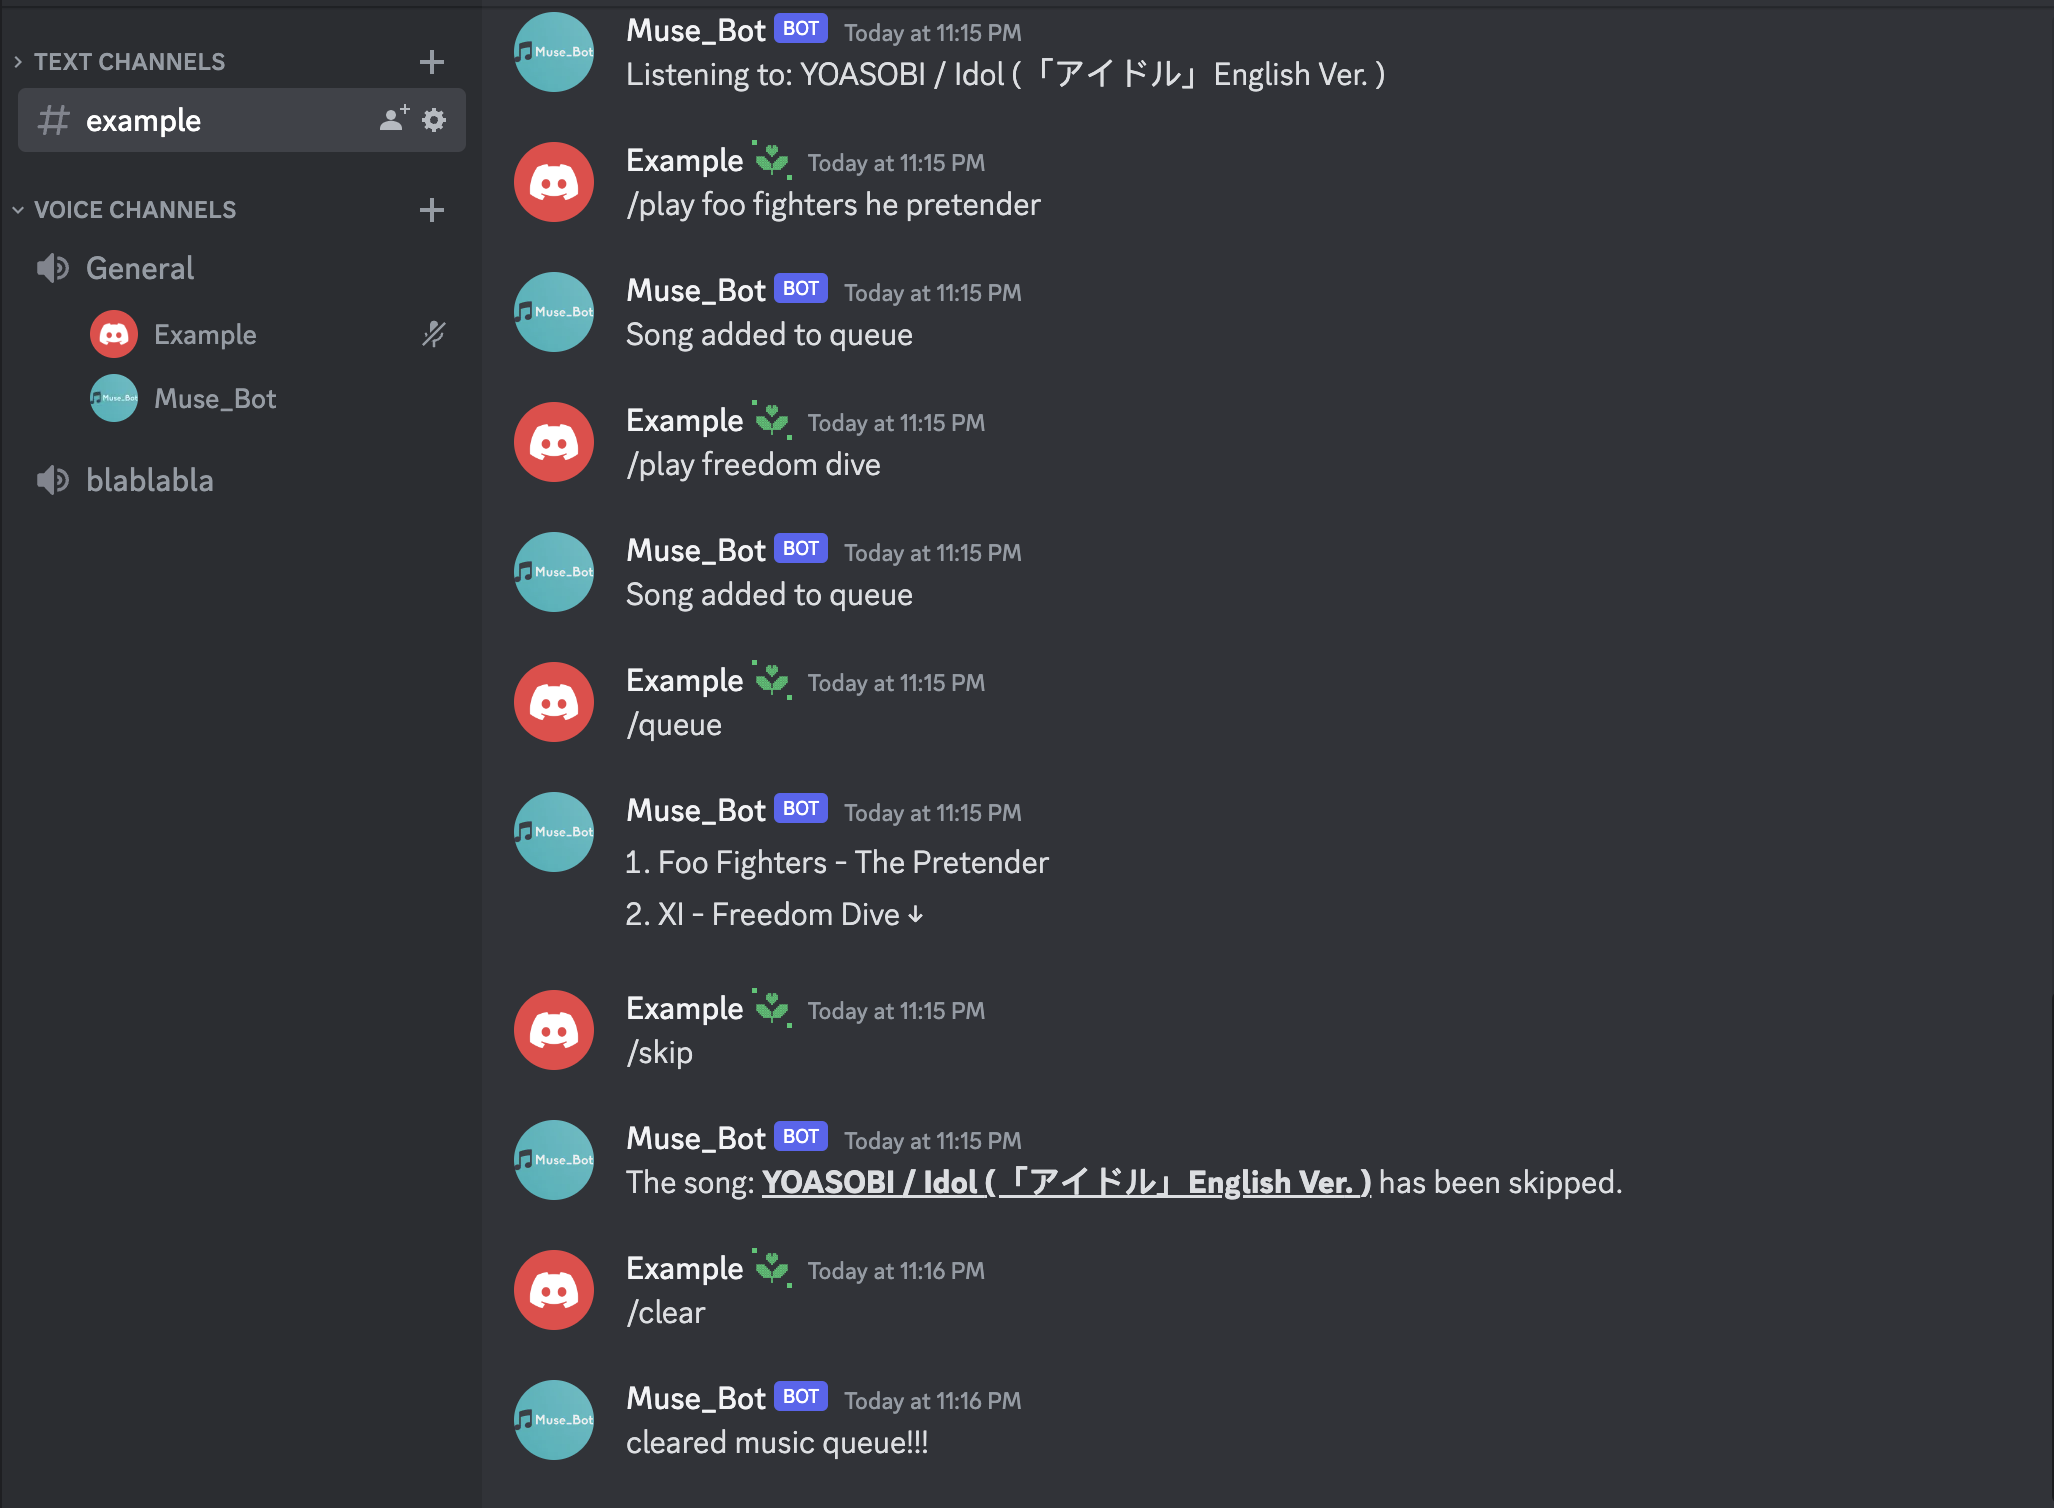 TEXT CHANNELS
example
VOICE CHANNELS
General
Example
Muse_Bot
blablabla
Muse_Bot
Muse_Bot BOT Today at 11:15 PM
Listening to: YOASOBI / Idol (「アイドル」English Ver. )
Example Today at 11:15 PM
/play foo fighters he pretender
Muse_Bot
Muse_Bot BOT Today at 11:15 PM
Song added to queue
Example Today at 11:15 PM
/play freedom dive
Muse_Bot
Muse_Bot BOT Today at 11:15 PM
Song added to queue
Example Today at 11:15 PM
/queue
Muse_Bot
Muse_Bot BOT Today at 11:15 PM
1. Foo Fighters - The Pretender
2. XI - Freedom Dive ↓
Example Today at 11:15 PM
/skip
Muse_Bot
Muse_Bot BOT Today at 11:15 PM
The song: YOASOBI / Idol (「アイドル」English Ver. ) has been skipped.
Example Today at 11:16 PM
/clear
Muse_Bot
Muse_Bot BOT Today at 11:16 PM
cleared music queue!!!